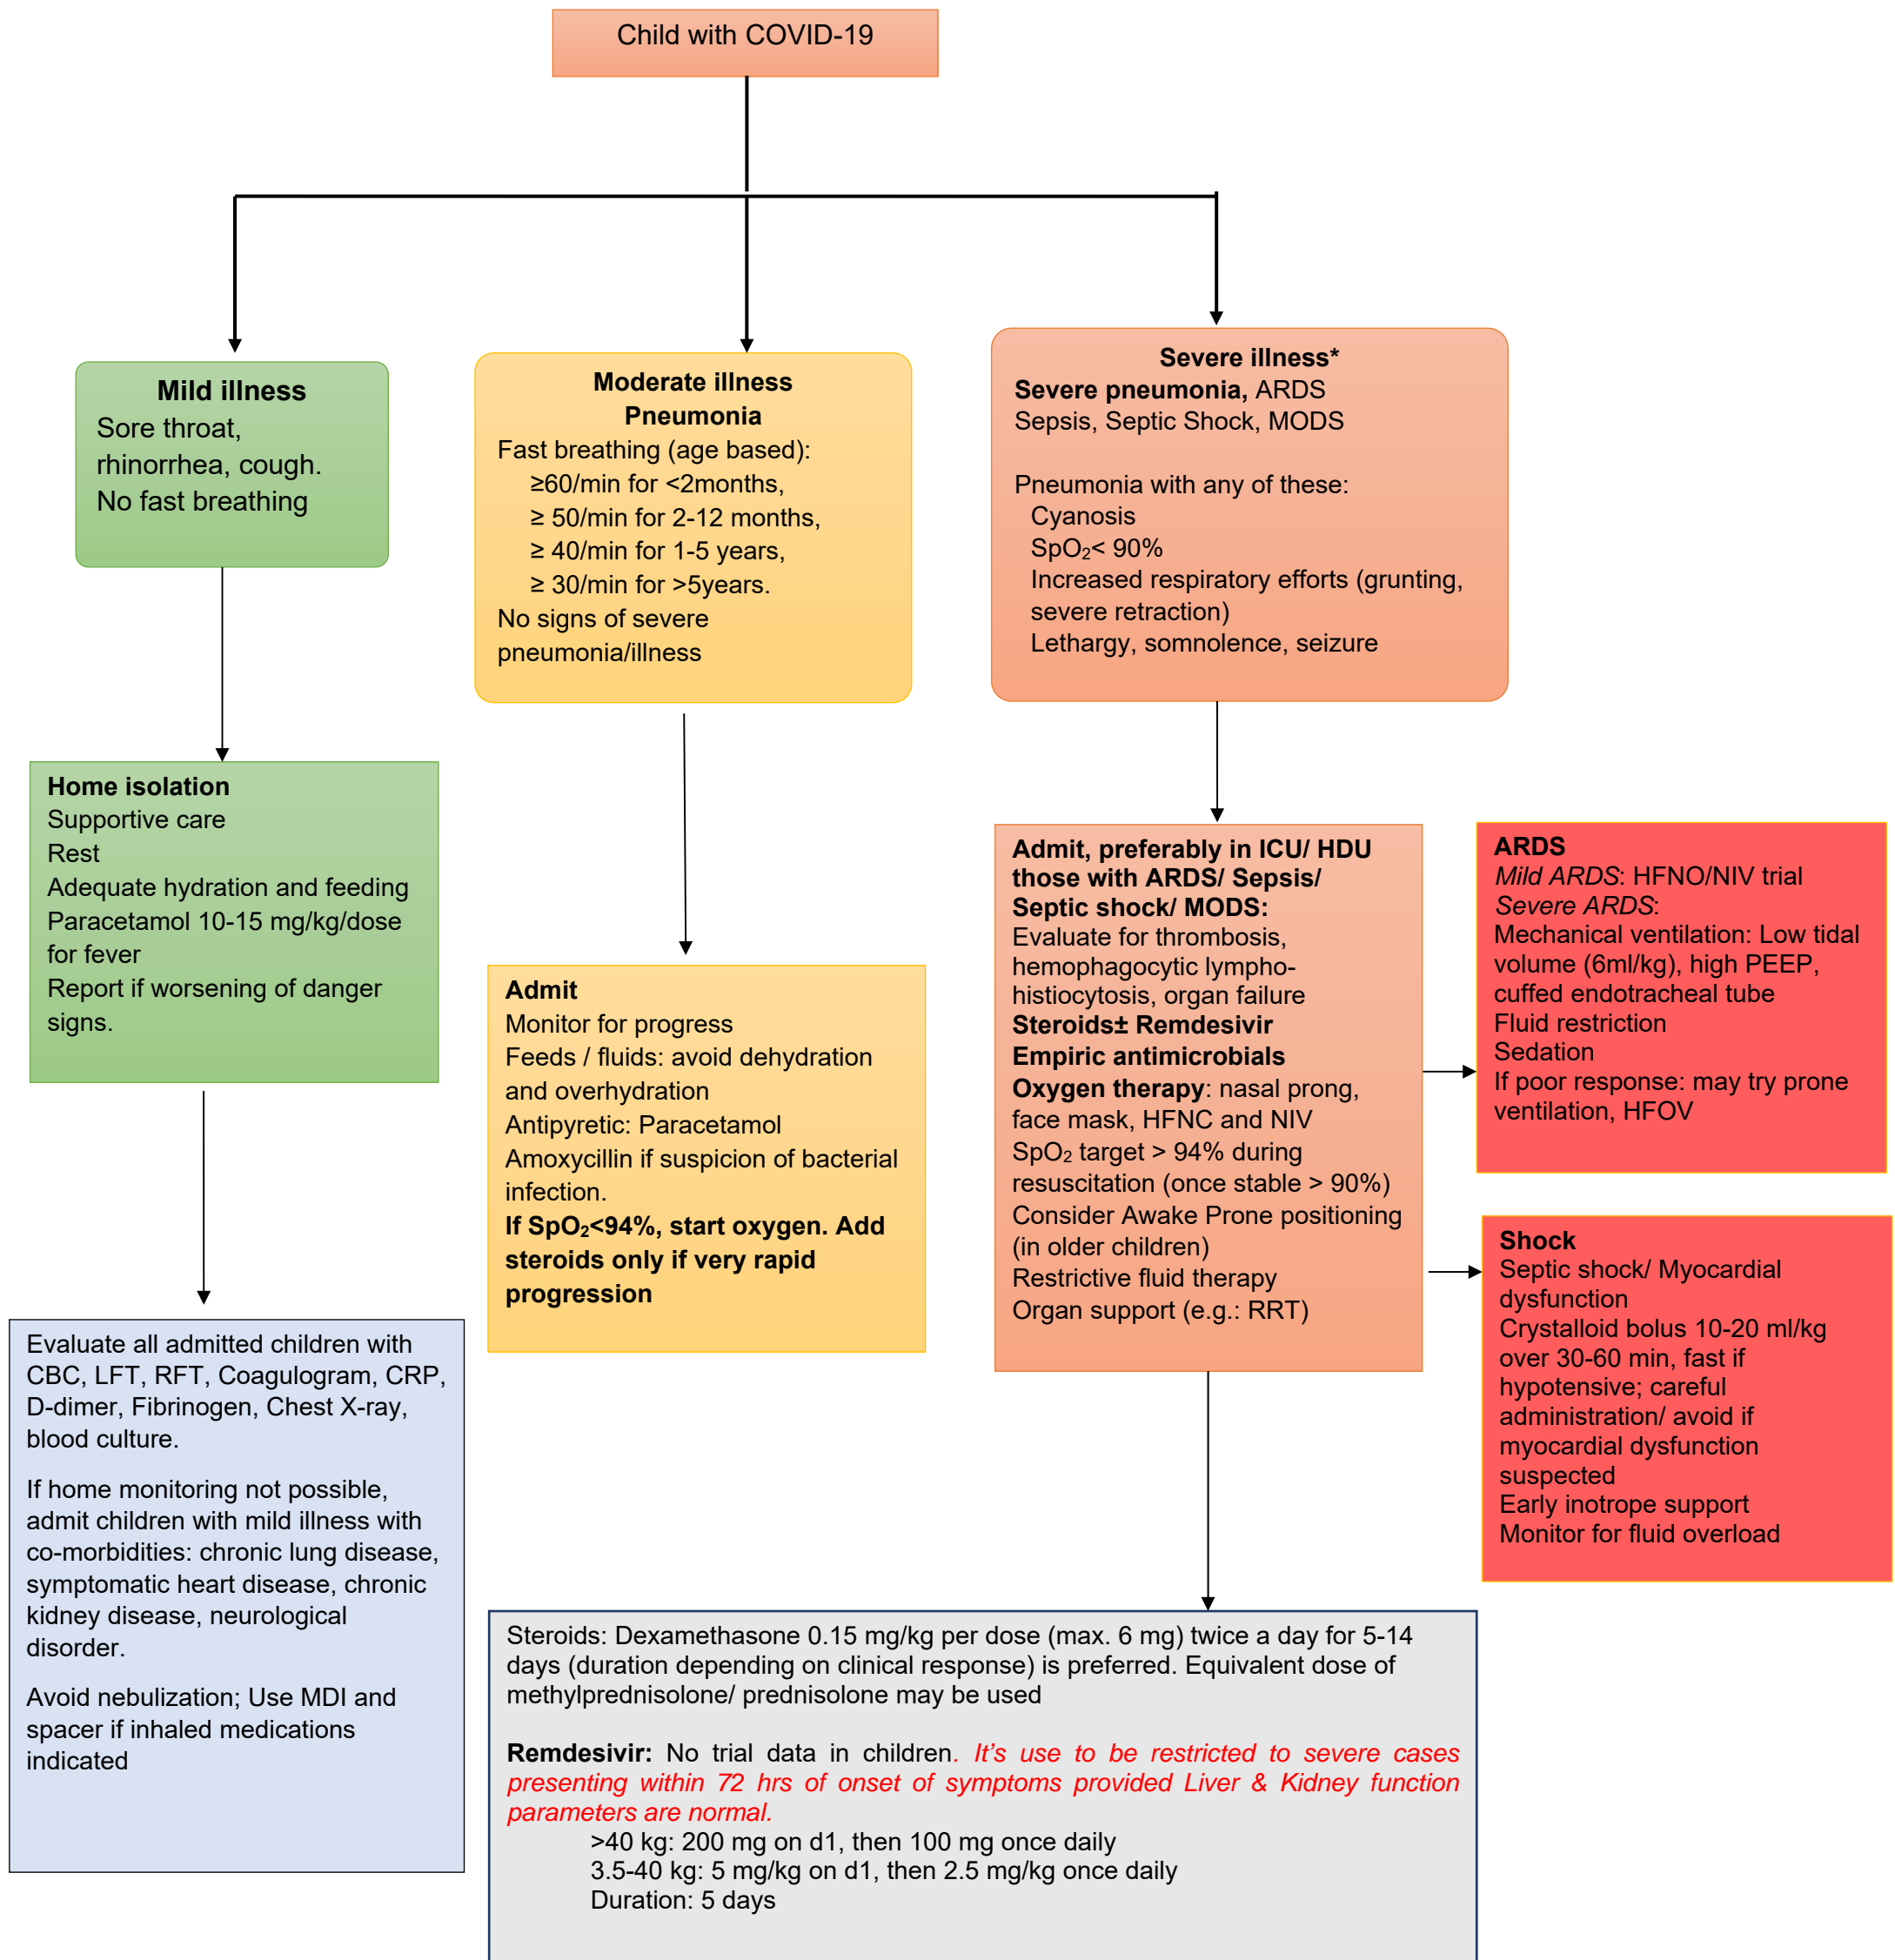 Child with COVID-19
Mild illness
Sore throat,
rhinorrhea, cough.
No fast breathing
Moderate illness
Pneumonia
Fast breathing (age based):
≥60/min for <2months,
≥ 50/min for 2-12 months,
≥ 40/min for 1-5 years,
≥ 30/min for >5years.
No signs of severe
pneumonia/illness
Severe illness*
Severe pneumonia, ARDS
Sepsis, Septic Shock, MODS
Pneumonia with any of these:
Cyanosis
SpO₂< 90%
Increased respiratory efforts (grunting,
severe retraction)
Lethargy, somnolence, seizure
Home isolation
Supportive care
Rest
Adequate hydration and feeding
Paracetamol 10-15 mg/kg/dose
for fever
Report if worsening of danger
signs.
Admit
Monitor for progress
Feeds / fluids: avoid dehydration
and overhydration
Antipyretic: Paracetamol
Amoxycillin if suspicion of bacterial
infection.
If SpO₂<94%, start oxygen. Add
steroids only if very rapid
progression
Admit, preferably in ICU/ HDU
those with ARDS/ Sepsis/
Septic shock/ MODS:
Evaluate for thrombosis,
hemophagocytic lympho-
histiocytosis, organ failure
Steroids± Remdesivir
Empiric antimicrobials
Oxygen therapy: nasal prong,
face mask, HFNC and NIV
SpO₂ target > 94% during
resuscitation (once stable > 90%)
Consider Awake Prone positioning
(in older children)
Restrictive fluid therapy
Organ support (e.g.: RRT)
ARDS
Mild ARDS: HFNO/NIV trial
Severe ARDS:
Mechanical ventilation: Low tidal
volume (6ml/kg), high PEEP,
cuffed endotracheal tube
Fluid restriction
Sedation
If poor response: may try prone
ventilation, HFOV
Shock
Septic shock/ Myocardial
dysfunction
Crystalloid bolus 10-20 ml/kg
over 30-60 min, fast if
hypotensive; careful
administration/ avoid if
myocardial dysfunction
suspected
Early inotrope support
Monitor for fluid overload
Evaluate all admitted children with
CBC, LFT, RFT, Coagulogram, CRP,
D-dimer, Fibrinogen, Chest X-ray,
blood culture.
If home monitoring not possible,
admit children with mild illness with
co-morbidities: chronic lung disease,
symptomatic heart disease, chronic
kidney disease, neurological
disorder.
Avoid nebulization; Use MDI and
spacer if inhaled medications
indicated
Steroids: Dexamethasone 0.15 mg/kg per dose (max. 6 mg) twice a day for 5-14
days (duration depending on clinical response) is preferred. Equivalent dose of
methylprednisolone/ prednisolone may be used
Remdesivir: No trial data in children. It's use to be restricted to severe cases
presenting within 72 hrs of onset of symptoms provided Liver & Kidney function
parameters are normal.
>40 kg: 200 mg on d1, then 100 mg once daily
3.5-40 kg: 5 mg/kg on d1, then 2.5 mg/kg once daily
Duration: 5 days